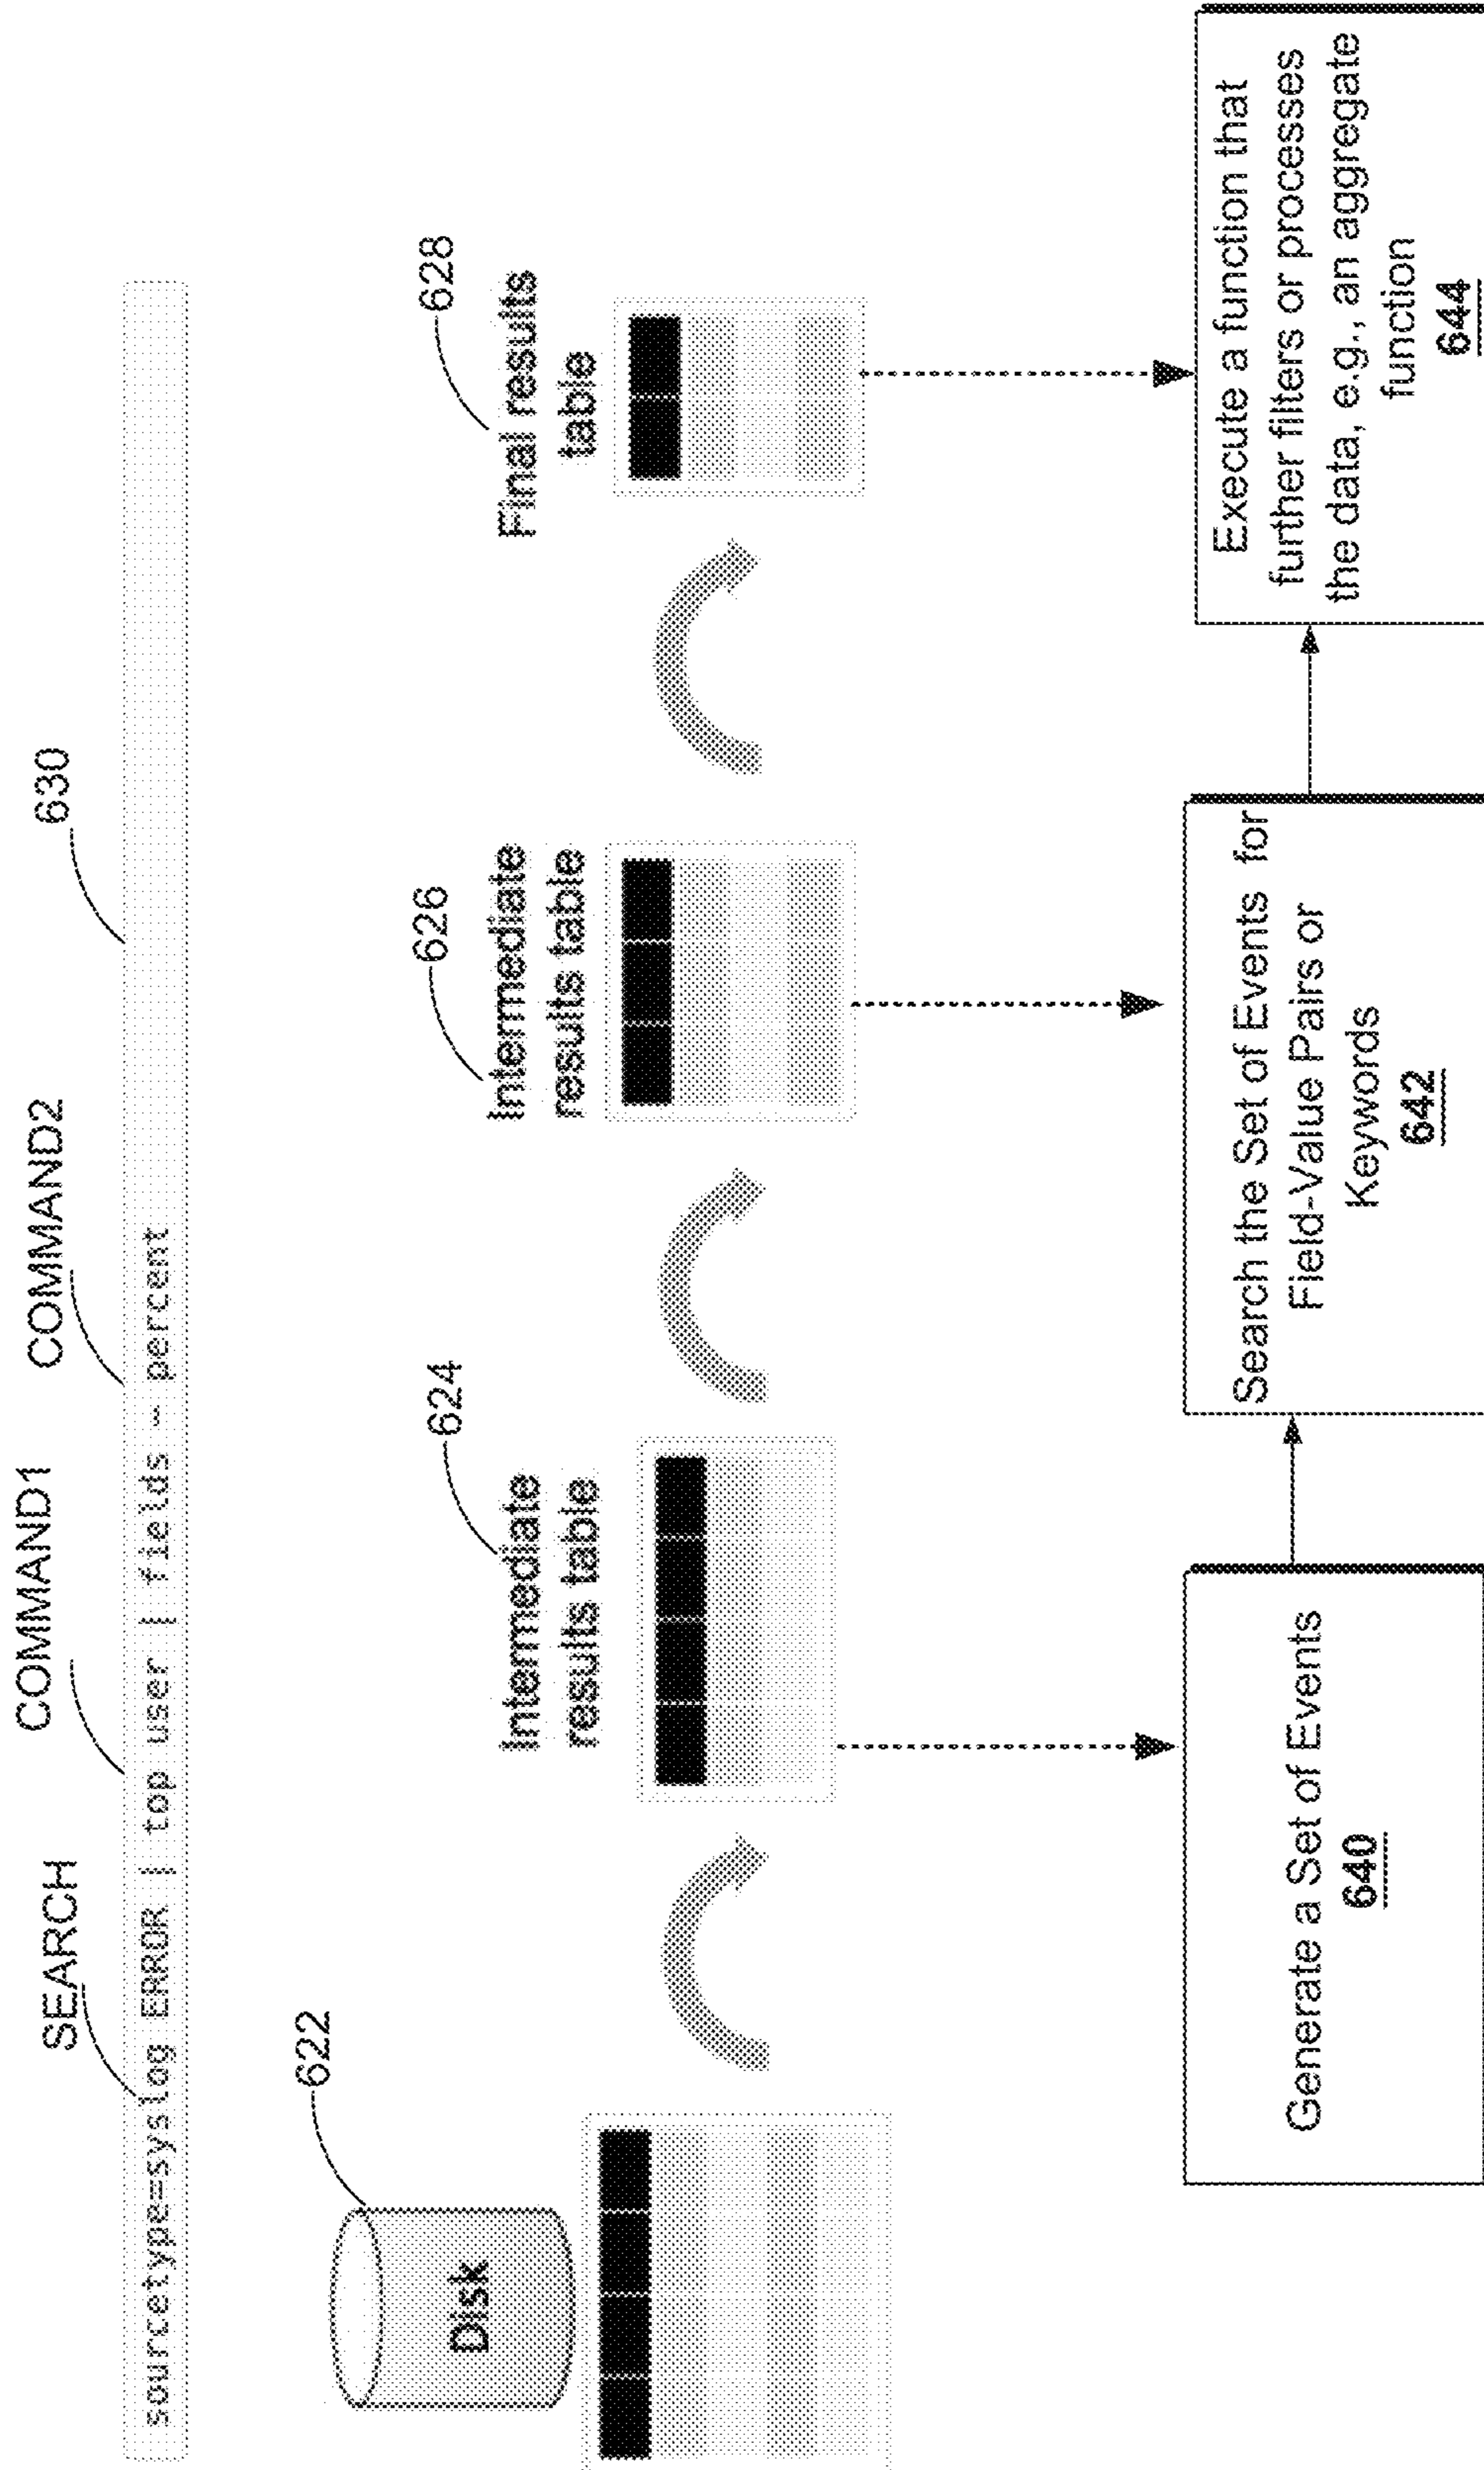 SEARCH
COMMAND1
COMMAND2
630
sourcetype=syslog ERROR | top user | fields – percent
622
Disk
624
Intermediate
results table
626
Intermediate
results table
628
Final results
table
Generate a Set of Events
640
Search the Set of Events for
Field-Value Pairs or
Keywords
642
Execute a function that
further filters or processes
the data, e.g., an aggregate
function
644